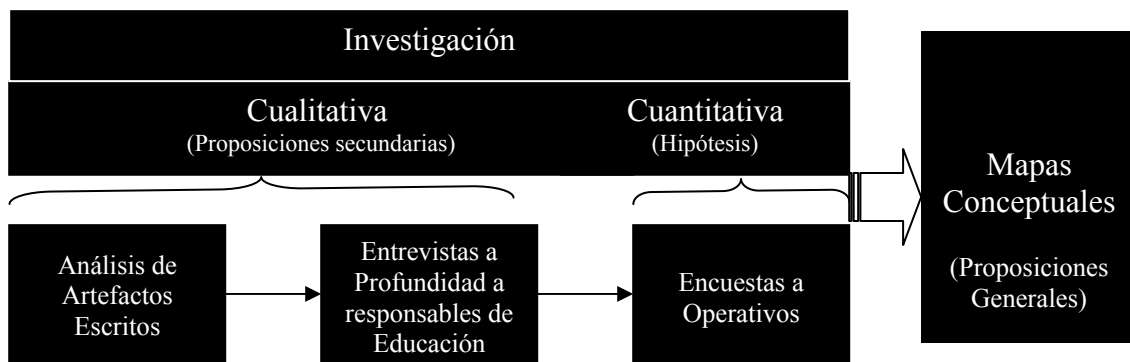 Investigación
Cualitativa
(Proposiciones secundarias)
Cuantitativa
(Hipótesis)
Análisis de
Artefactos
Escritos
Entrevistas a
Profundidad a
responsables de
Educación
Encuestas a
Operativos
Mapas
Conceptuales
(Proposiciones
Generales)